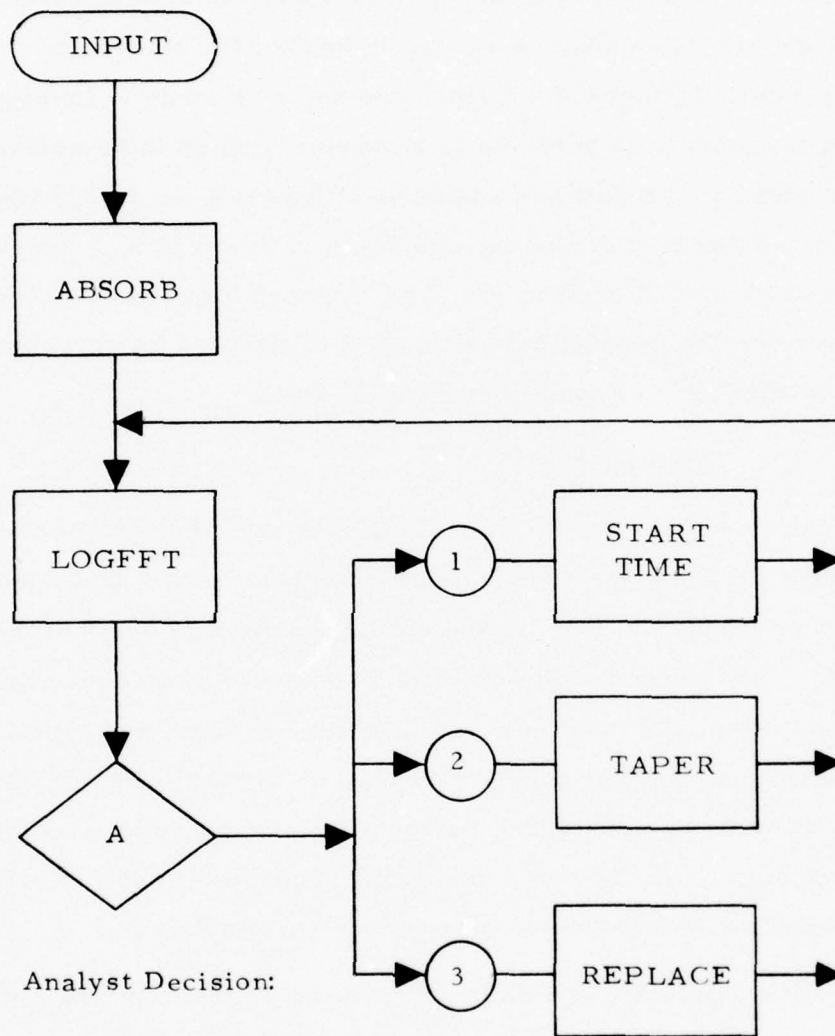 INPUT
ABSORB
LOGFFT
1
START
TIME
2
TAPER
A
3
REPLACE
Analyst Decision: